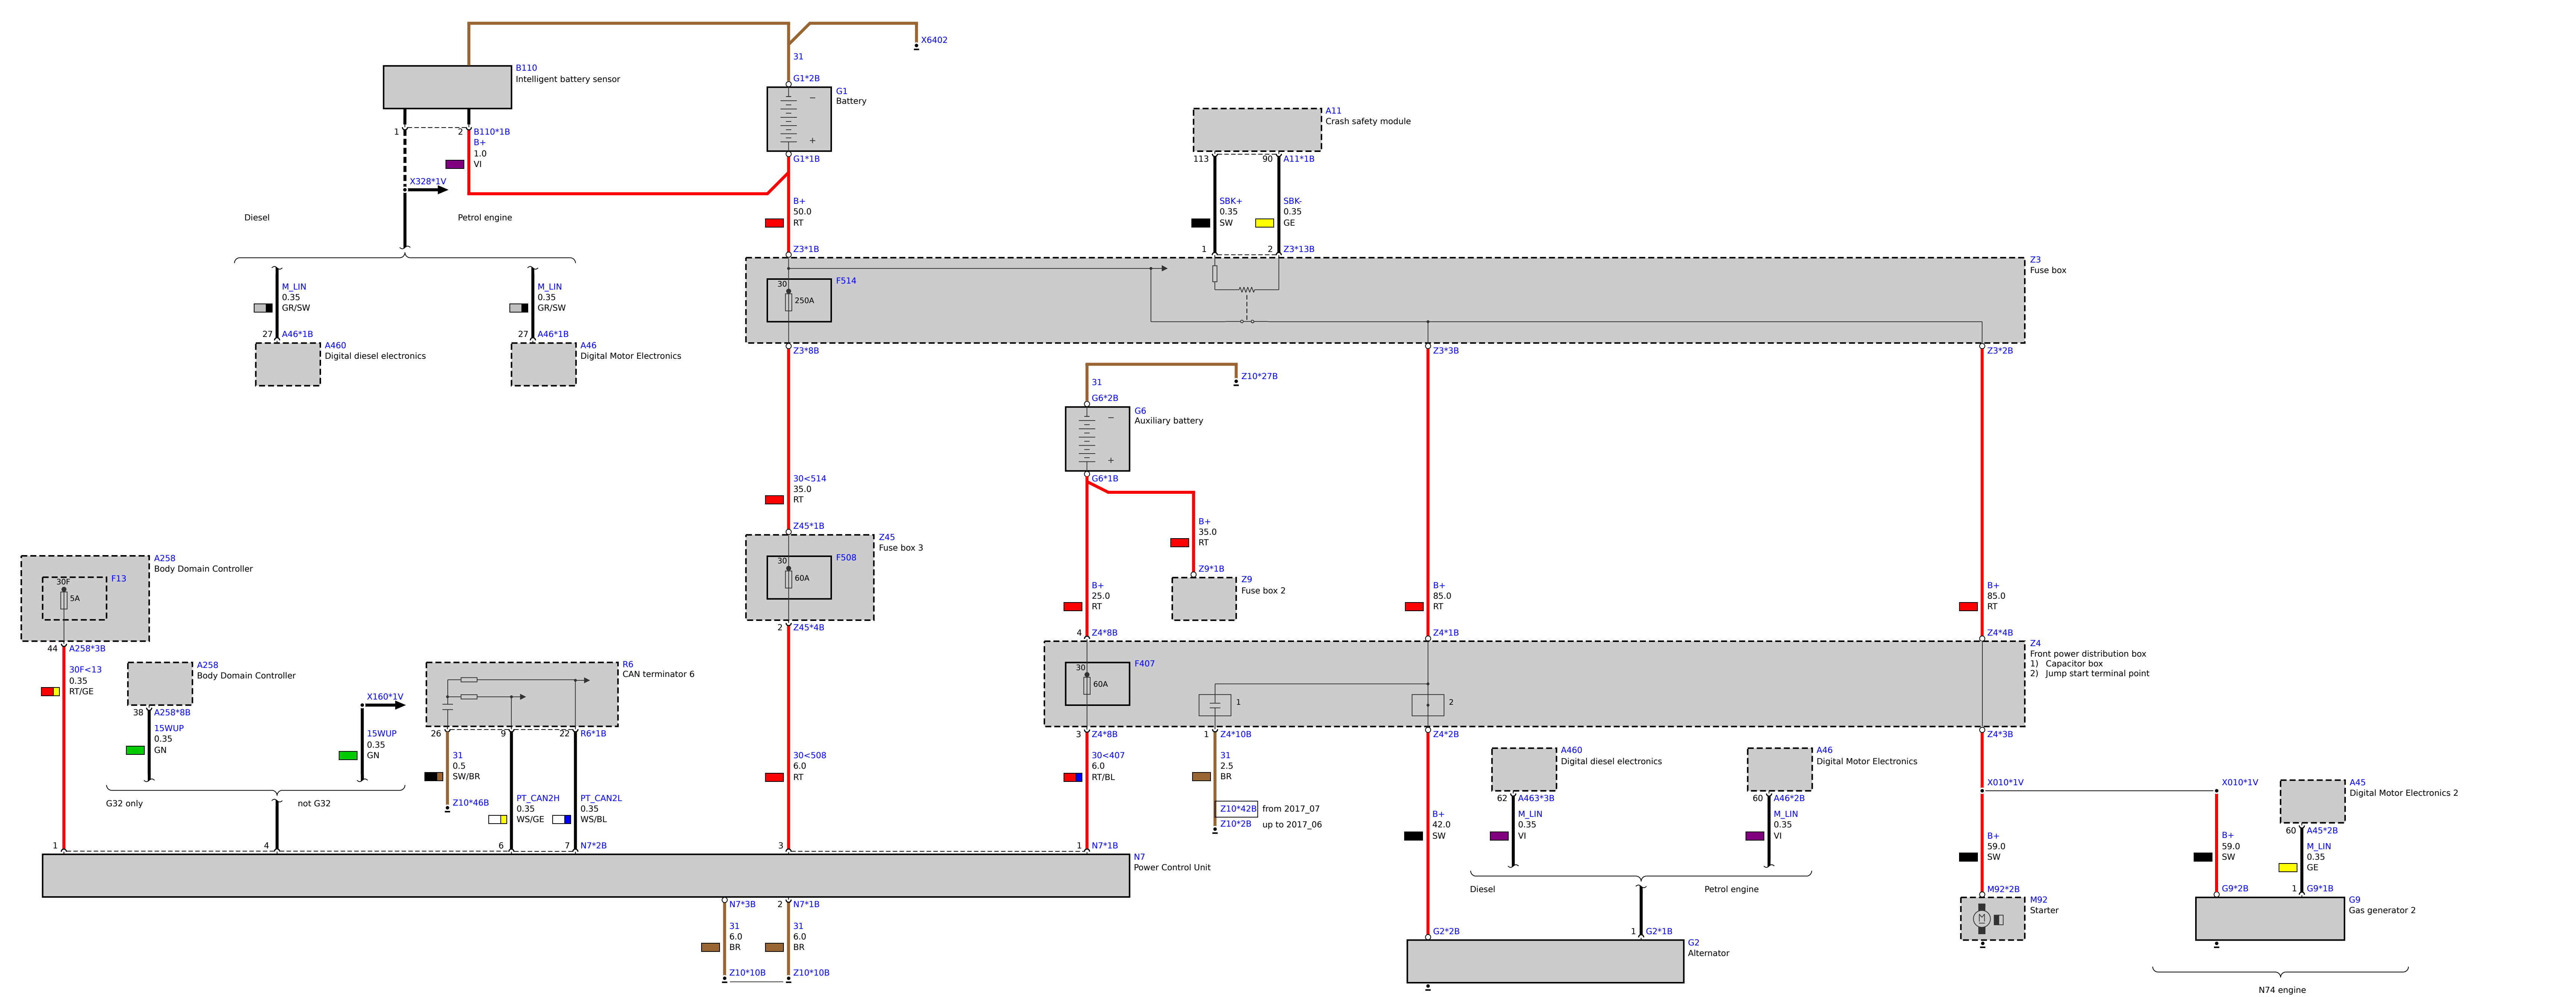 X6402
31
G1*2B
B110
Intelligent battery sensor
G1
Battery
−
+
1
2
B110*1B
B+
1.0
VI
G1*1B
X328*1V
Diesel
Petrol engine
A11
Crash safety module
113
90
A11*1B
B+
50.0
RT
SBK+
0.35
SW
SBK-
0.35
GE
Z3*1B
1
2
Z3*13B
Z3
Fuse box
30
F514
250A
M_LIN
0.35
GR/SW
M_LIN
0.35
GR/SW
27
A46*1B
27
A46*1B
A460
Digital diesel electronics
A46
Digital Motor Electronics
Z3*8B
Z3*3B
Z3*2B
31
Z10*27B
G6*2B
G6
Auxiliary battery
−
+
G6*1B
30<514
35.0
RT
Z45*1B
Z45
Fuse box 3
30
F508
60A
2
Z45*4B
B+
35.0
RT
Z9*1B
Z9
Fuse box 2
B+
25.0
RT
B+
85.0
RT
B+
85.0
RT
A258
Body Domain Controller
30F
F13
5A
44
A258*3B
30F<13
0.35
RT/GE
A258
Body Domain Controller
38
A258*8B
15WUP
0.35
GN
X160*1V
15WUP
0.35
GN
G32 only
not G32
R6
CAN terminator 6
26
9
22
R6*1B
31
0.5
SW/BR
Z10*46B
PT_CAN2H
0.35
WS/GE
PT_CAN2L
0.35
WS/BL
30<508
6.0
RT
4
Z4*8B
Z4*1B
Z4*4B
Z4
Front power distribution box
1) Capacitor box
2) Jump start terminal point
30
F407
60A
1
2
3
Z4*8B
1
Z4*10B
Z4*2B
Z4*3B
30<407
6.0
RT/BL
31
2.5
BR
Z10*42B
from 2017_07
Z10*2B
up to 2017_06
A460
Digital diesel electronics
A46
Digital Motor Electronics
62
A463*3B
60
A46*2B
M_LIN
0.35
VI
M_LIN
0.35
VI
B+
42.0
SW
Diesel
Petrol engine
X010*1V
X010*1V
A45
Digital Motor Electronics 2
60
A45*2B
B+
59.0
SW
B+
59.0
SW
M_LIN
0.35
GE
1
4
6
7
N7*2B
3
1
N7*1B
N7
Power Control Unit
N7*3B
2
N7*1B
31
6.0
BR
31
6.0
BR
Z10*10B
Z10*10B
G2*2B
1
G2*1B
G2
Alternator
M92*2B
M92
Starter
M
G9*2B
1
G9*1B
G9
Gas generator 2
N74 engine